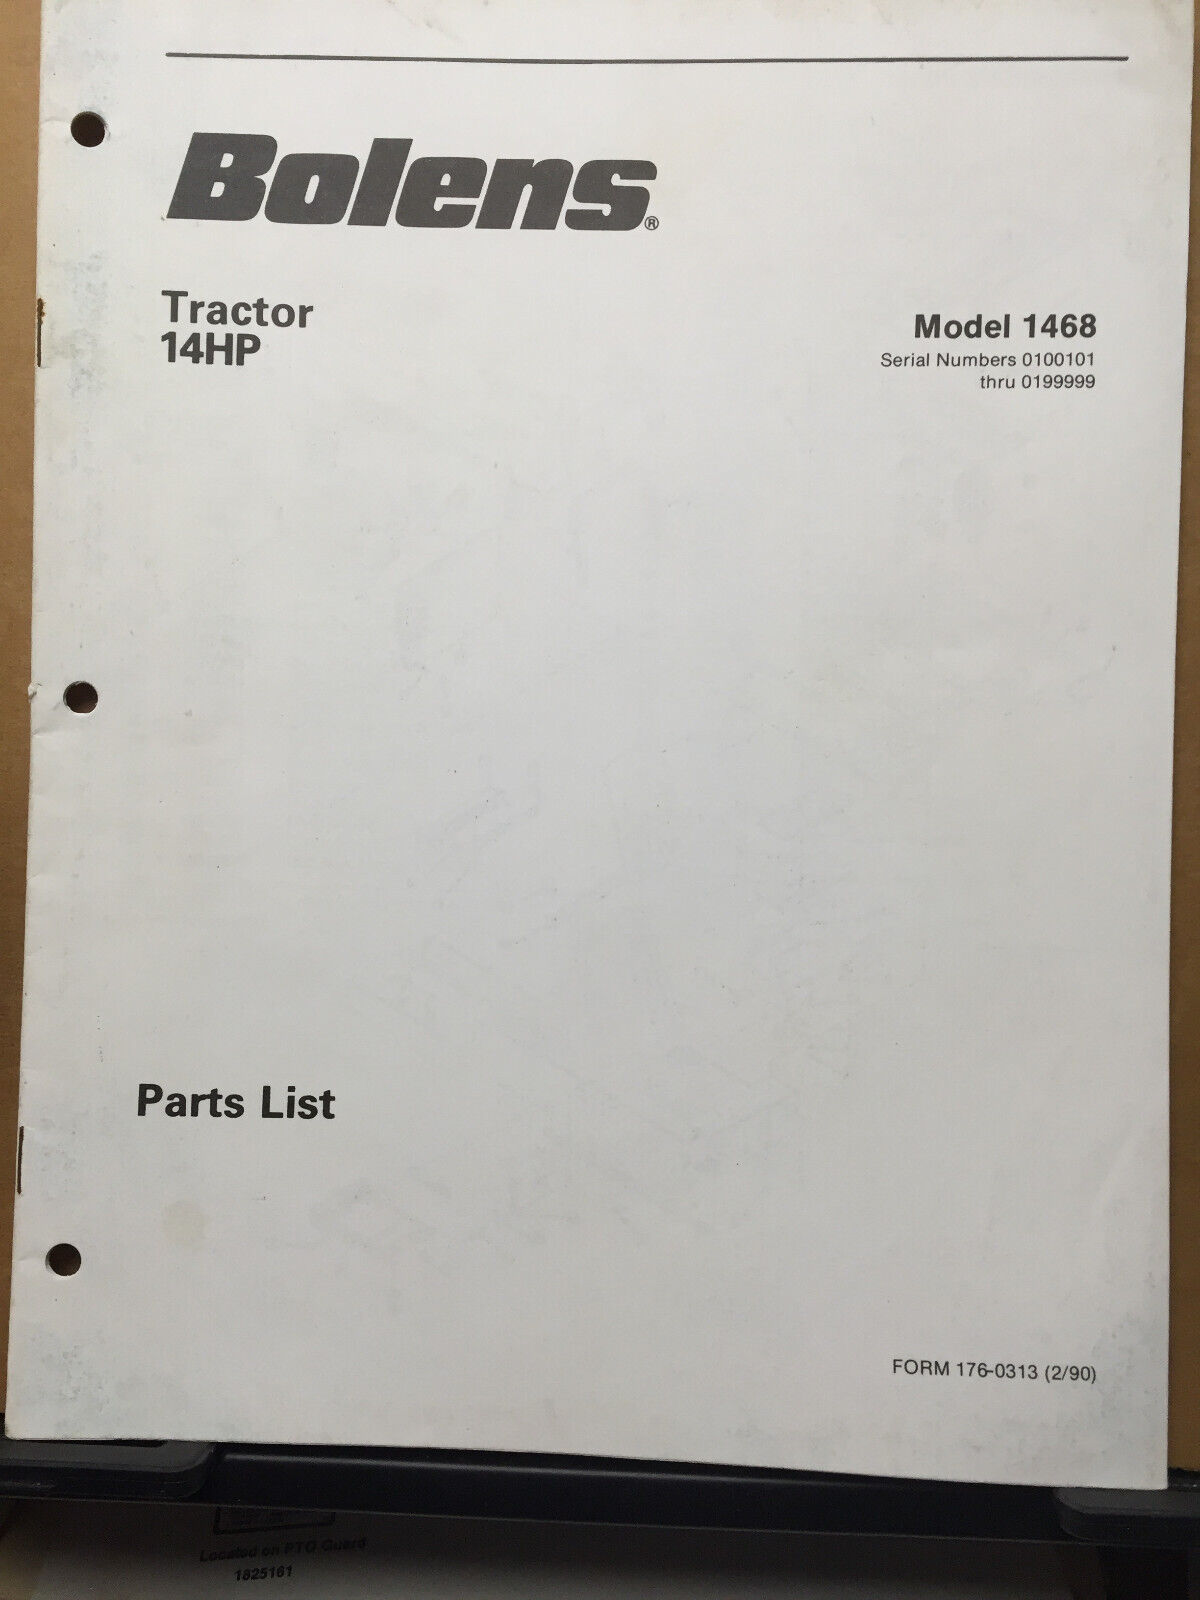 Bolens®
Tractor
14HP
Model 1468
Serial Numbers 0100101
thru 0199999
Parts List
FORM 176-0313 (2/90)
Located on PTO Guard
1825161